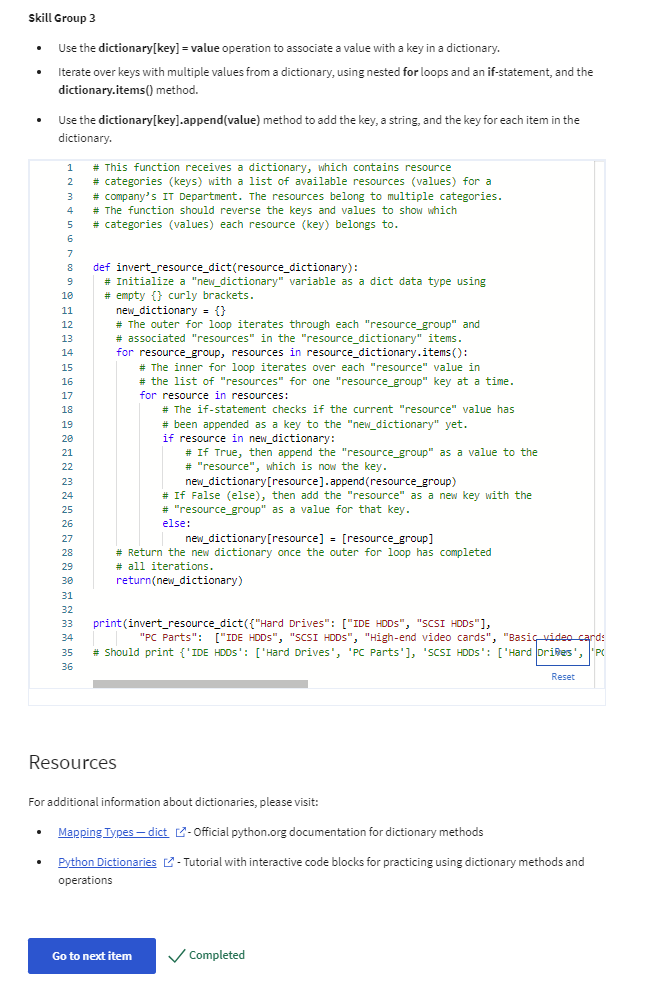 Skill Group 3
• Use the dictionary[key] = value operation to associate a value with a key in a dictionary.
• Iterate over keys with multiple values from a dictionary, using nested for loops and an if-statement, and the
dictionary.items() method.
• Use the dictionary[key].append(value) method to add the key, a string, and the key for each item in the
dictionary.
1 # This function receives a dictionary, which contains resource
2 # categories (keys) with a list of available resources (values) for a
3 # company's IT Department. The resources belong to multiple categories.
4 # The function should reverse the keys and values to show which
5 # categories (values) each resource (key) belongs to.
6
7
8 def invert_resource_dict(resource_dictionary):
9 # Initialize a "new_dictionary" variable as a dict data type using
10 # empty {} curly brackets.
11 new_dictionary = {}
12 # The outer for loop iterates through each "resource_group" and
13 # associated "resources" in the "resource_dictionary" items.
14 for resource_group, resources in resource_dictionary.items():
15 # The inner for loop iterates over each "resource" value in
16 # the list of "resources" for one "resource_group" key at a time.
17 for resource in resources:
18 # The if-statement checks if the current "resource" value has
19 # been appended as a key to the "new_dictionary" yet.
20 if resource in new_dictionary:
21 # If True, then append the "resource_group" as a value to the
22 # "resource", which is now the key.
23 new_dictionary[resource].append(resource_group)
24 # If False (else), then add the "resource" as a new key with the
25 # "resource_group" as a value for that key.
26 else:
27 new_dictionary[resource] = [resource_group]
28 # Return the new dictionary once the outer for loop has completed
29 # all iterations.
30 return(new_dictionary)
31
32
33 print(invert_resource_dict({"Hard Drives": ["IDE HDDs", "SCSI HDDs"],
34 "PC Parts": ["IDE HDDs", "SCSI HDDs", "High-end video cards", "Basic video cards
35 # Should print {'IDE HDDs': ['Hard Drives', 'PC Parts'], 'SCSI HDDs': ['Hard Drives', 'PC
36
Run
Reset
Resources
For additional information about dictionaries, please visit:
• Mapping Types — dict - Official python.org documentation for dictionary methods
• Python Dictionaries - Tutorial with interactive code blocks for practicing using dictionary methods and
operations
Go to next item
Completed